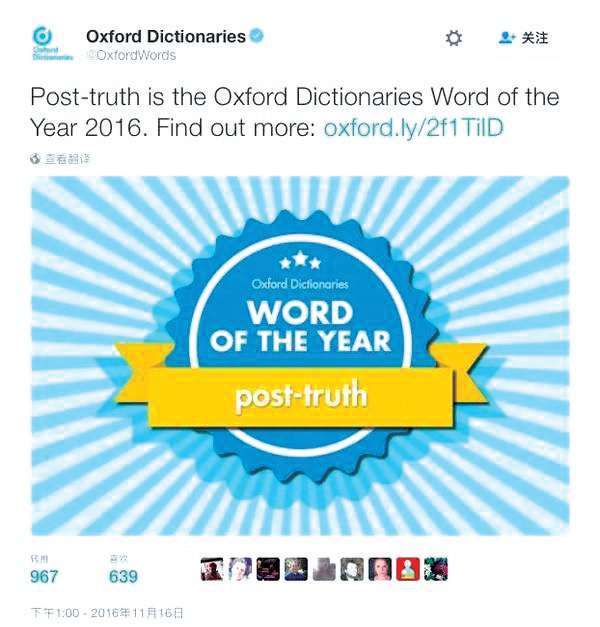 Oxford Dictionaries
Oxford
Dictionaries
@OxfordWords
关注
Post-truth is the Oxford Dictionaries Word of the
Year 2016. Find out more: oxford.ly/2f1TilD
查看翻译
Oxford Dictionaries
WORD
OF THE YEAR
post-truth
转推 喜欢
967 639
下午1:00 - 2016年11月16日